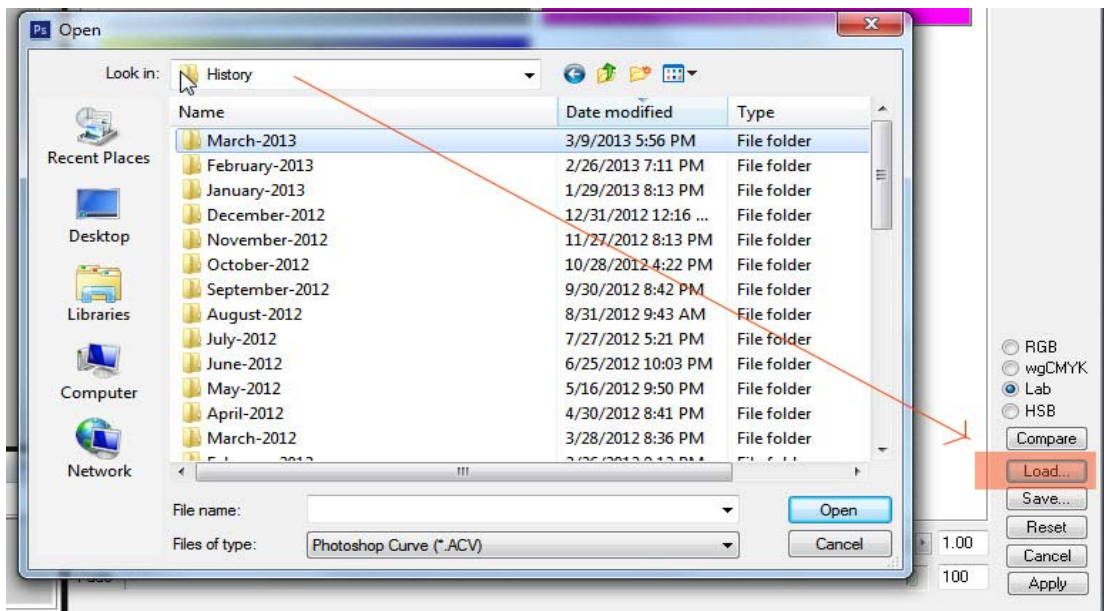 Ps Open
Look in: History
Name Date modified Type
March-2013 3/9/2013 5:56 PM File folder
February-2013 2/26/2013 7:11 PM File folder
January-2013 1/29/2013 8:13 PM File folder
December-2012 12/31/2012 12:16 ... File folder
November-2012 11/27/2012 8:13 PM File folder
October-2012 10/28/2012 4:22 PM File folder
September-2012 9/30/2012 8:42 PM File folder
August-2012 8/31/2012 9:43 AM File folder
July-2012 7/27/2012 5:21 PM File folder
June-2012 6/25/2012 10:03 PM File folder
May-2012 5/16/2012 9:50 PM File folder
April-2012 4/30/2012 8:41 PM File folder
March-2012 3/28/2012 8:36 PM File folder
Recent Places
Desktop
Libraries
Computer
Network
File name: Open
Files of type: Photoshop Curve (*.ACV) Cancel
RGB
wgCMYK
Lab
HSB
Compare
Load...
Save...
Reset
Cancel
Apply
1.00
100